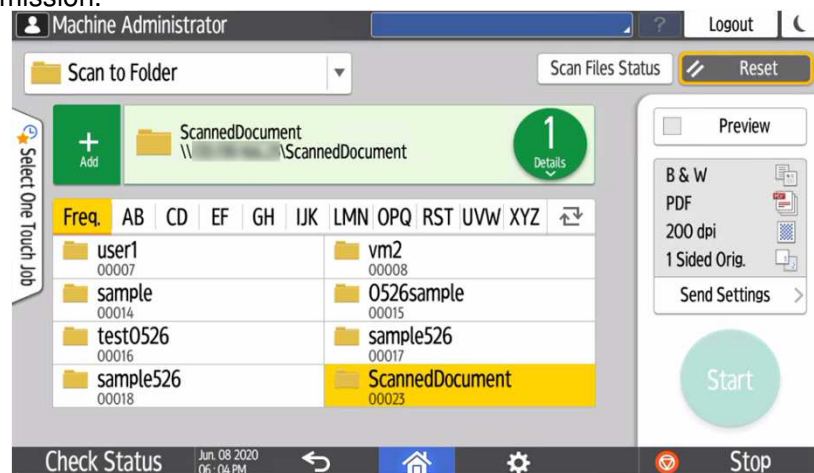 mission.
Machine Administrator
?
Logout
Scan to Folder
Scan Files Status
Reset
Select One Touch Job
+
Add
ScannedDocument
\\ \ScannedDocument
1
Details
Preview
B & W
PDF
200 dpi
1 Sided Orig.
Send Settings >
Freq. AB CD EF GH IJK LMN OPQ RST UVW XYZ
user1
00007
vm2
00008
sample
00014
0526sample
00015
test0526
00016
sample526
00017
sample526
00018
ScannedDocument
00023
Start
Check Status
Jun. 08 2020
06 : 04 PM
Stop